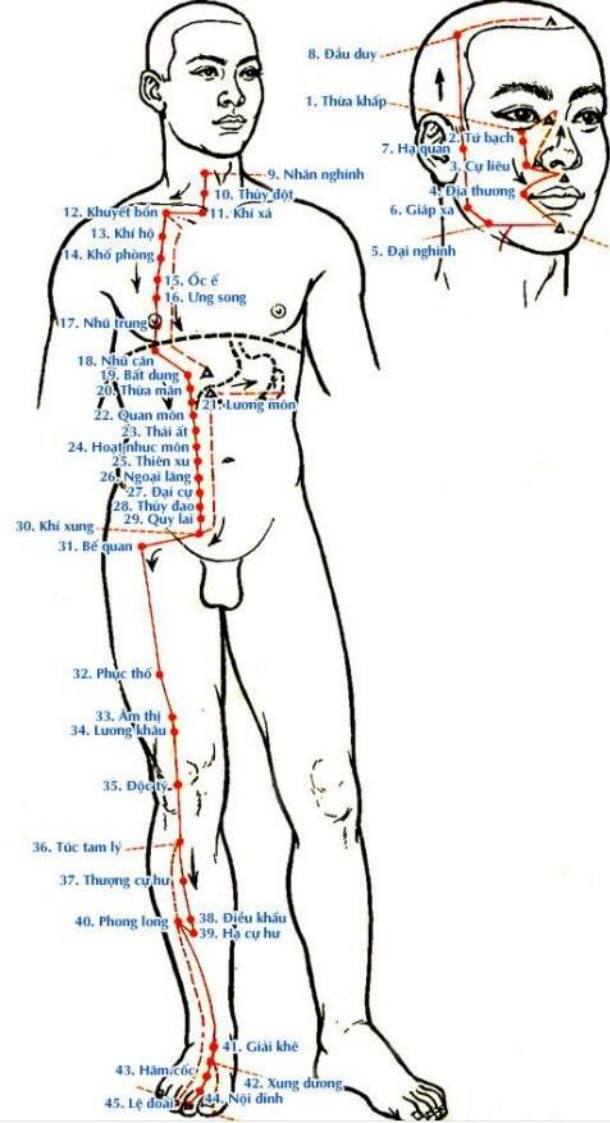 8. Đầu duy
1. Thừa khấp
2. Tứ bạch
7. Hạ quan
3. Cự liêu
4. Địa thương
6. Giáp xa
5. Đại nghinh
9. Nhân nghinh
10. Thủy đột
12. Khuyết bồn
11. Khí xá
13. Khí hộ
14. Khố phòng
15. Ốc ế
16. Ưng song
17. Nhũ trung
18. Nhũ căn
19. Bất dung
20. Thừa mãn
21. Lương môn
22. Quan môn
23. Thái ất
24. Hoạt nhục môn
25. Thiên xu
26. Ngoại lăng
27. Đại cự
28. Thủy đạo
29. Quy lai
30. Khí xung
31. Bế quan
32. Phục thố
33. Âm thị
34. Lương khâu
35. Độc tỵ
36. Túc tam lý
37. Thượng cự hư
38. Điều khẩu
40. Phong long
39. Hạ cự hư
41. Giải khê
43. Hãm cốc
42. Xung dương
44. Nội đình
45. Lệ đoài